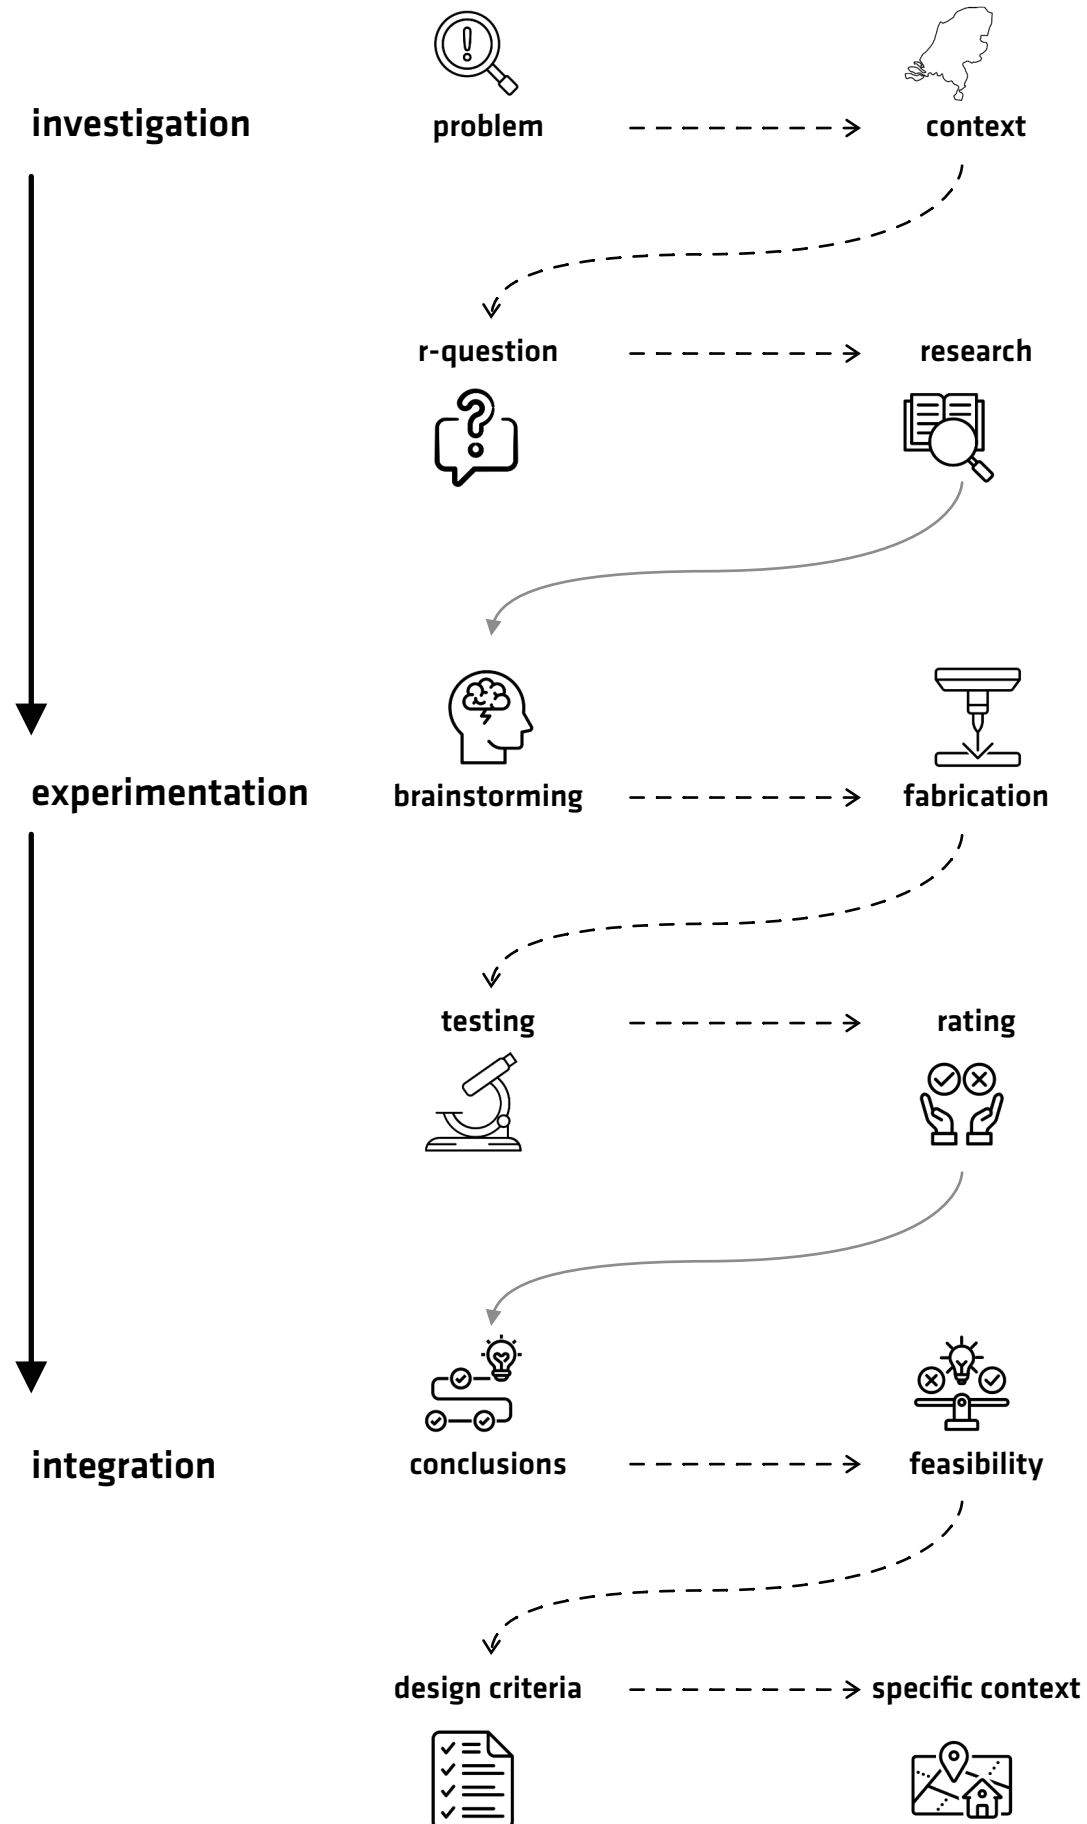 investigation
problem
context
r-question
research
experimentation
brainstorming
fabrication
testing
rating
integration
conclusions
feasibility
design criteria
specific context